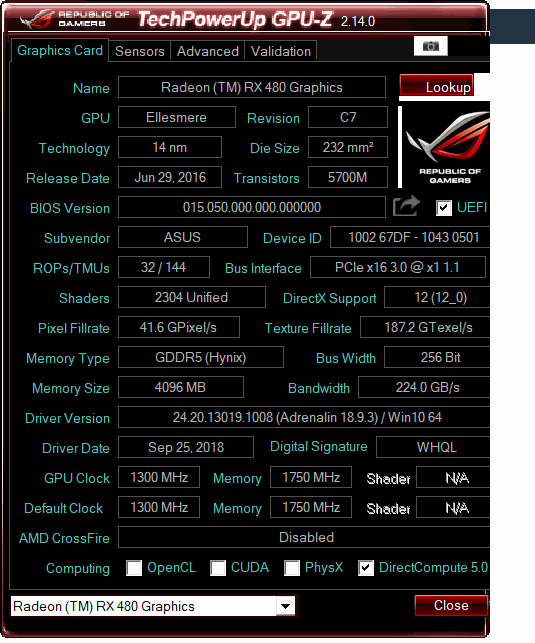 REPUBLIC OF GAMERS TechPowerUp GPU-Z 2.14.0
Graphics Card Sensors Advanced Validation
Name Radeon (TM) RX 480 Graphics Lookup
GPU Ellesmere Revision C7
Technology 14 nm Die Size 232 mm²
Release Date Jun 29, 2016 Transistors 5700M
REPUBLIC OF GAMERS
BIOS Version 015.050.000.000.000000 UEFI
Subvendor ASUS Device ID 1002 67DF - 1043 0501
ROPs/TMUs 32 / 144 Bus Interface PCIe x16 3.0 @ x1 1.1
Shaders 2304 Unified DirectX Support 12 (12_0)
Pixel Fillrate 41.6 GPixel/s Texture Fillrate 187.2 GTexel/s
Memory Type GDDR5 (Hynix) Bus Width 256 Bit
Memory Size 4096 MB Bandwidth 224.0 GB/s
Driver Version 24.20.13019.1008 (Adrenalin 18.9.3) / Win10 64
Driver Date Sep 25, 2018 Digital Signature WHQL
GPU Clock 1300 MHz Memory 1750 MHz Shader N/A
Default Clock 1300 MHz Memory 1750 MHz Shader N/A
AMD CrossFire Disabled
Computing OpenCL CUDA PhysX DirectCompute 5.0
Radeon (TM) RX 480 Graphics Close